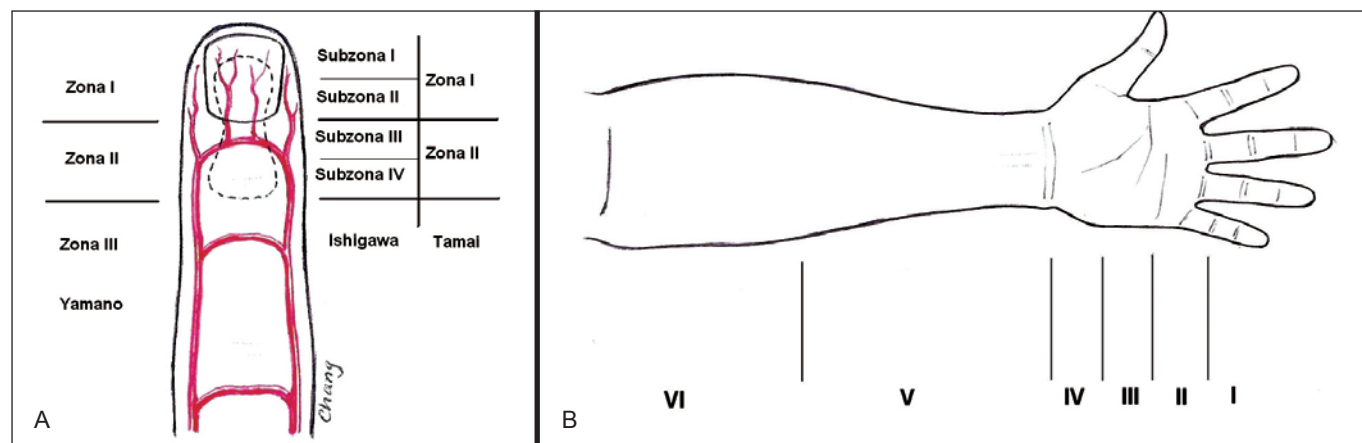 Zona I
Zona II
Zona III
Yamano
Subzona I
Subzona II
Subzona III
Subzona IV
Ishigawa
Zona I
Zona II
Tamai
Chang
A
VI V IV III II I
B